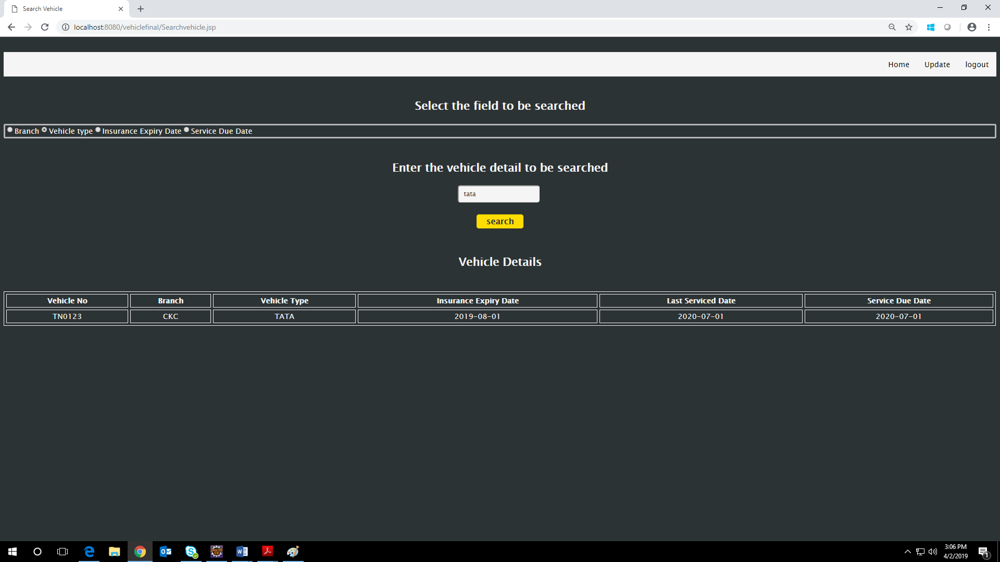 Search Vehicle
localhost:8080/vehiclefinal/Searchvehicle.jsp
Home Update logout
Select the field to be searched
Branch Vehicle type Insurance Expiry Date Service Due Date
Enter the vehicle detail to be searched
tata
search
Vehicle Details
Vehicle No Branch Vehicle Type Insurance Expiry Date Last Serviced Date Service Due Date
TN0123 CKC TATA 2019-08-01 2020-07-01 2020-07-01
3:06 PM
4/2/2019
1